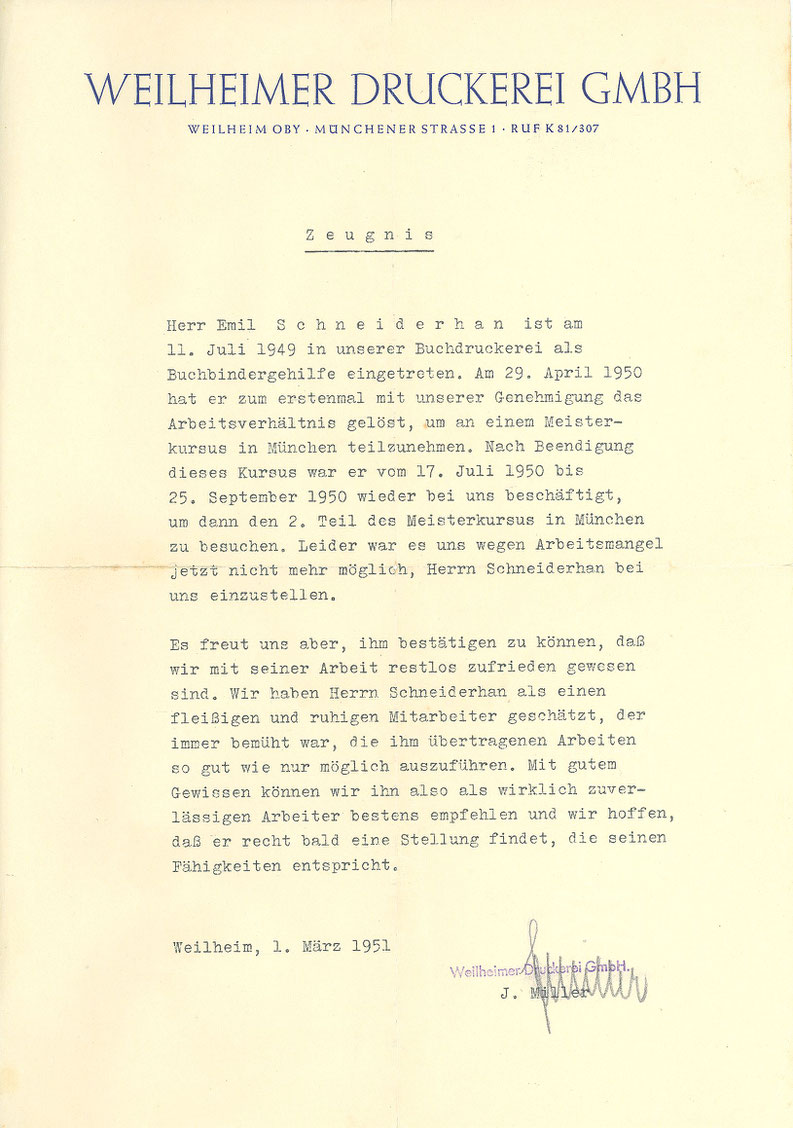 WEILHEIMER DRUCKEREI GMBH
WEILHEIM OBY · MÜNCHENER STRASSE 1 · RUF K 81/307
Z e u g n i s
Herr Emil S c h n e i d e r h a n ist am
11. Juli 1949 in unserer Buchdruckerei als
Buchbindergehilfe eingetreten. Am 29. April 1950
hat er zum erstenmal mit unserer Genehmigung das
Arbeitsverhältnis gelöst, um an einem Meister-
kursus in München teilzunehmen. Nach Beendigung
dieses Kursus war er vom 17. Juli 1950 bis
25. September 1950 wieder bei uns beschäftigt,
um dann den 2. Teil des Meisterkursus in München
zu besuchen. Leider war es uns wegen Arbeitsmangel
jetzt nicht mehr möglich, Herrn Schneiderhan bei
uns einzustellen.
Es freut uns aber, ihm bestätigen zu können, daß
wir mit seiner Arbeit restlos zufrieden gewesen
sind. Wir haben Herrn Schneiderhan als einen
fleißigen und ruhigen Mitarbeiter geschätzt, der
immer bemüht war, die ihm übertragenen Arbeiten
so gut wie nur möglich auszuführen. Mit gutem
Gewissen können wir ihn also als wirklich zuver-
lässigen Arbeiter bestens empfehlen und wir hoffen,
daß er recht bald eine Stellung findet, die seinen
Fähigkeiten entspricht.
Weilheim, 1. März 1951
Weilheimer Druckerei GmbH.
J. Miller